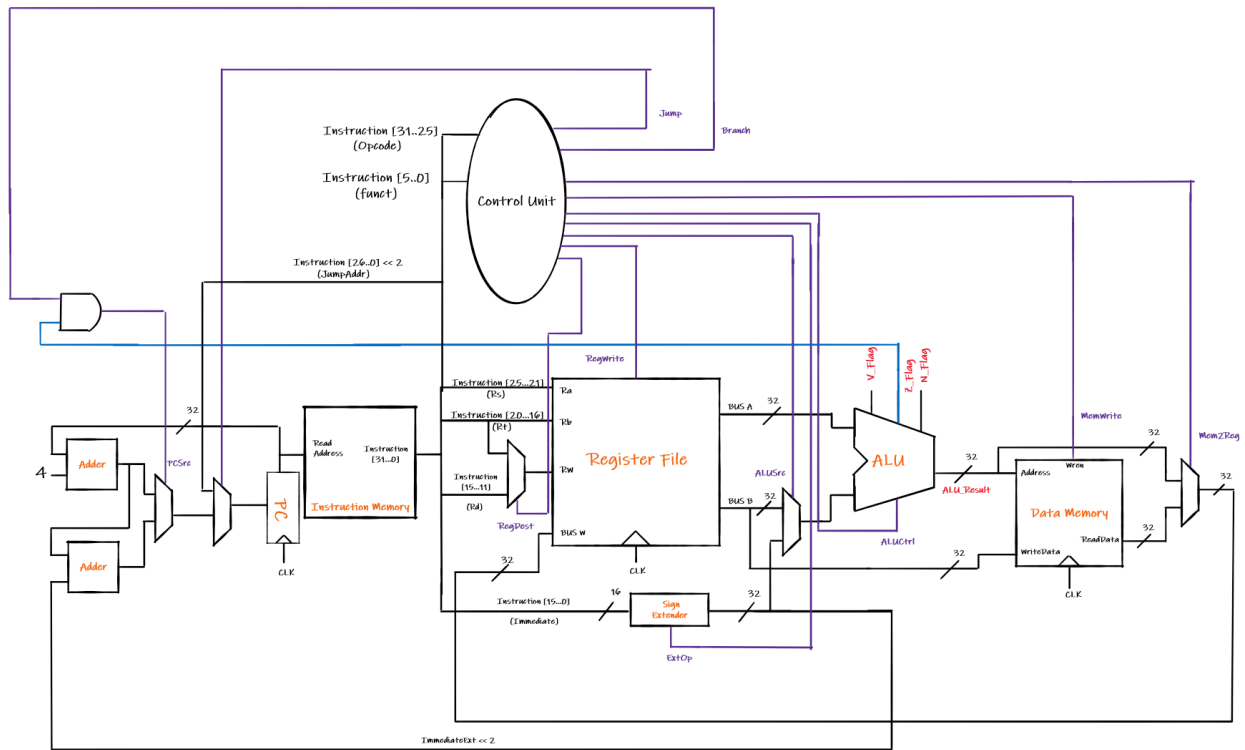 Jump
Branch
Instruction [31..25]
(Opcode)
Instruction [5..0]
(funct)
Control Unit
Instruction [26..0] << 2
(JumpAddr)
RegWrite
V_Flag
Z_Flag
N_Flag
Instruction [25...21]
(Rs)
Ra
BUS A
32
MemWrite
Mem2Reg
32
Instruction [20...16]
(Rt)
Rb
Read
Address
Instruction
[31..0]
4
Adder
PCSrc
PC
Instruction Memory
CLK
Instruction
[15...11]
(Rd)
Rw
RegDest
Register File
BUS B
32
ALUSrc
ALU
ALUCtrl
32
ALU_Result
32
32
Address
Wren
Data Memory
ReadData
32
WriteData
32
CLK
Adder
BUS W
32
CLK
Instruction [15...0]
(Immediate)
16
Sign
Extender
32
ExtOp
ImmediateExt << 2